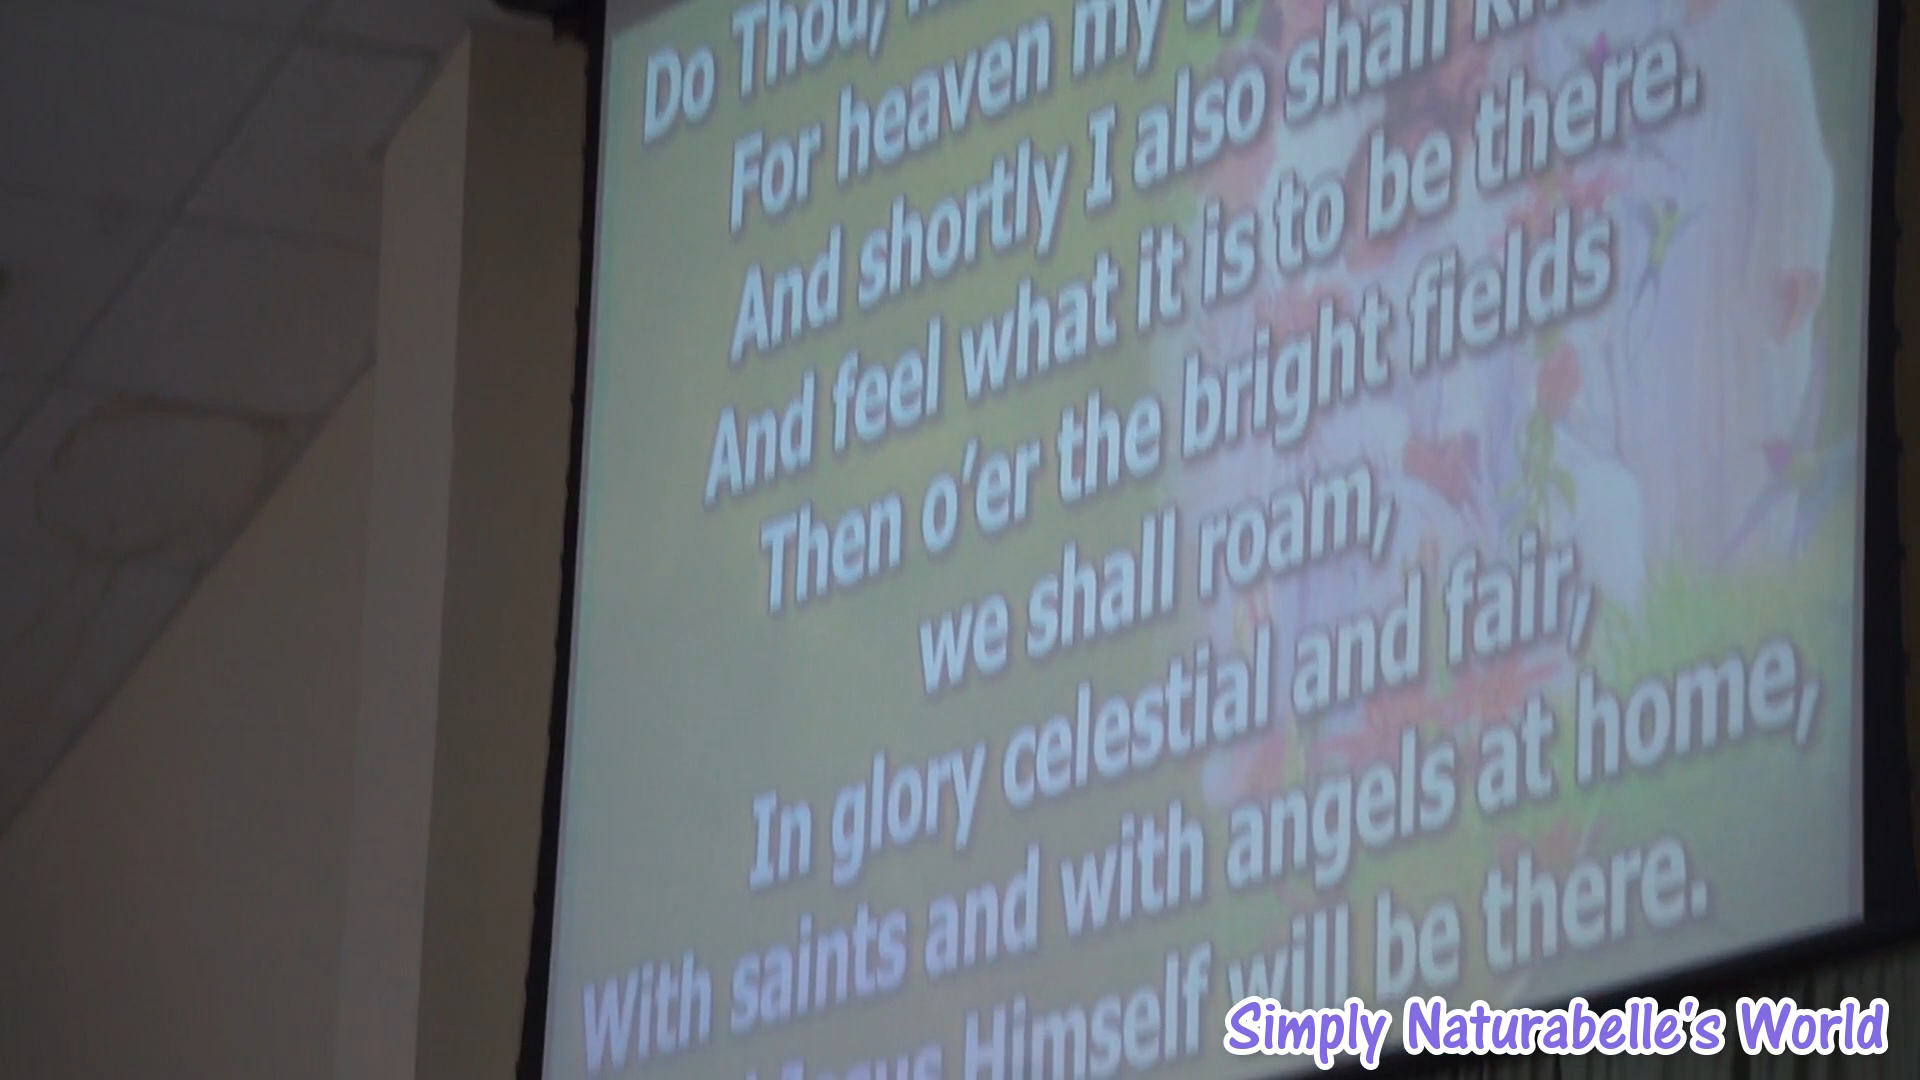 Do Thou,
For heaven my
And shortly I also shall
And feel what it is to be there.
Then o'er the bright fields
we shall roam,
In glory celestial and fair,
With saints and with angels at home,
Jesus Himself will be there.
Simply Naturabelle's World